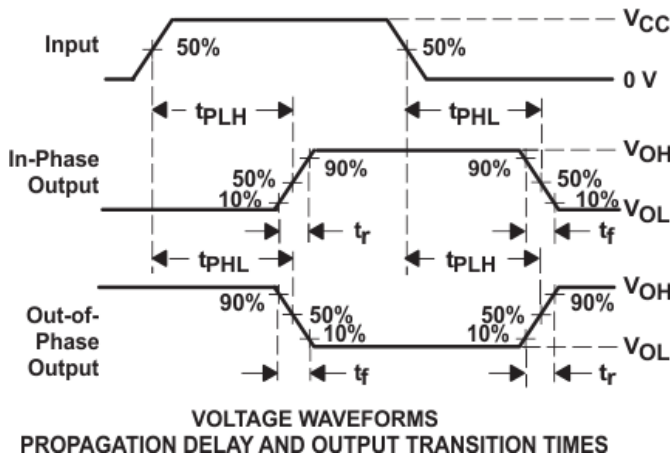 VCC
Input
50%
50%
0 V
tPLH
tPHL
In-Phase
Output
VOH
90%
90%
50%
50%
10%
10%
VOL
tr
tf
tPHL
tPLH
VOH
90%
90%
Out-of-
Phase
Output
50%
50%
10%
10%
VOL
tf
tr
VOLTAGE WAVEFORMS
PROPAGATION DELAY AND OUTPUT TRANSITION TIMES